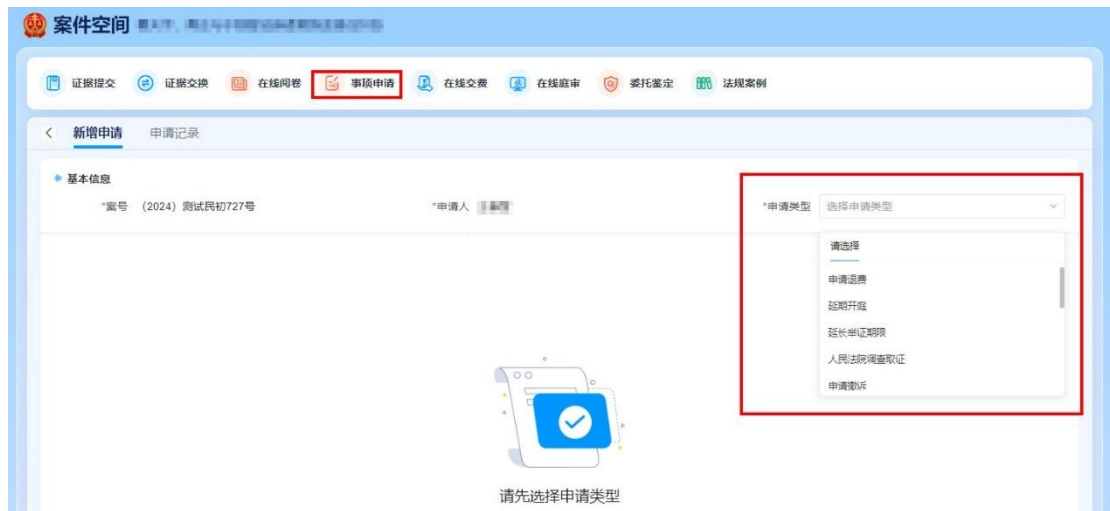 案件空间
证据提交 证据交换 在线阅卷 事项申请 在线交费 在线庭审 委托鉴定 法规案例
新增申请 申请记录
基本信息
*案号 (2024) 测试民初727号 *申请人 *申请类型 选择申请类型
请选择
申请退费
延期开庭
延长举证期限
人民法院调查取证
申请撤诉
请先选择申请类型